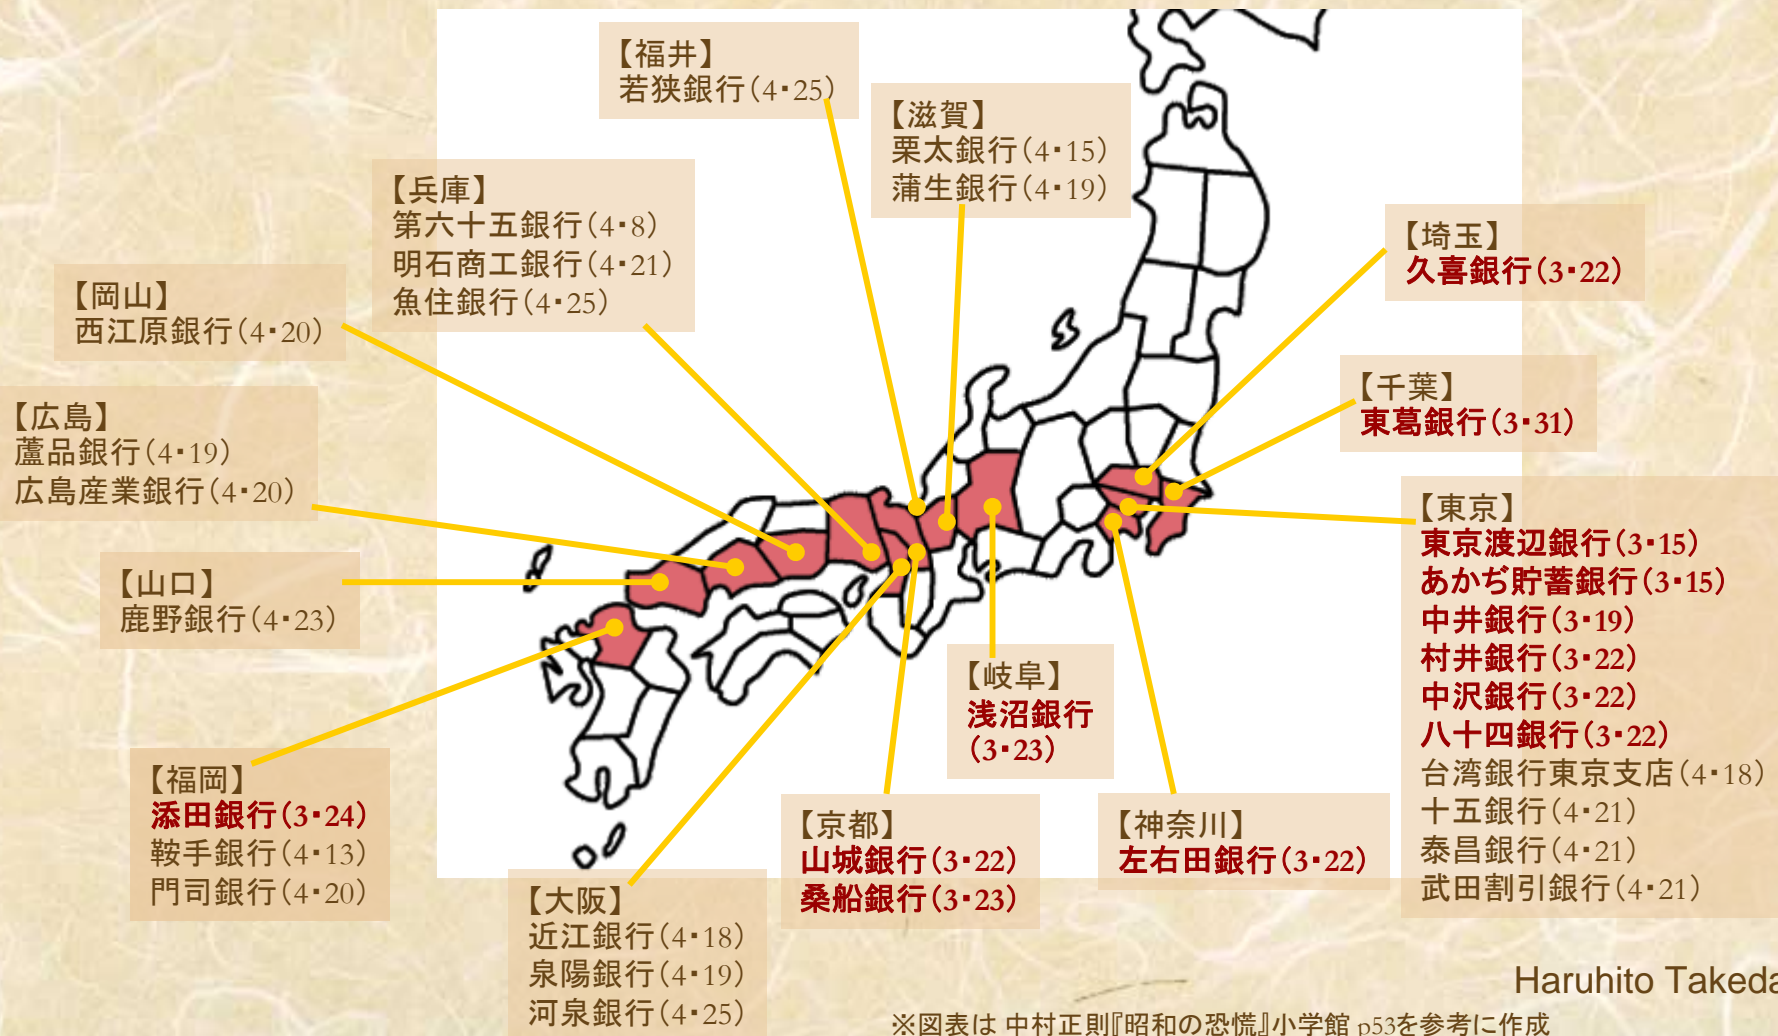 【福井】
若狭銀行(4・25)
【滋賀】
栗太銀行(4・15)
蒲生銀行(4・19)
【兵庫】
第六十五銀行(4・8)
明石商工銀行(4・21)
魚住銀行(4・25)
【埼玉】
久喜銀行(3・22)
【岡山】
西江原銀行(4・20)
【千葉】
東葛銀行(3・31)
【広島】
蘆品銀行(4・19)
広島産業銀行(4・20)
【東京】
東京渡辺銀行(3・15)
あかぢ貯蓄銀行(3・15)
中井銀行(3・19)
村井銀行(3・22)
中沢銀行(3・22)
八十四銀行(3・22)
台湾銀行東京支店(4・18)
十五銀行(4・21)
泰昌銀行(4・21)
武田割引銀行(4・21)
【山口】
鹿野銀行(4・23)
【岐阜】
浅沼銀行
(3・23)
【福岡】
添田銀行(3・24)
鞍手銀行(4・13)
門司銀行(4・20)
【京都】
山城銀行(3・22)
桑船銀行(3・23)
【神奈川】
左右田銀行(3・22)
【大阪】
近江銀行(4・18)
泉陽銀行(4・19)
河泉銀行(4・25)
Haruhito Takeda
※図表は 中村正則『昭和の恐慌』小学館 p53を参考に作成